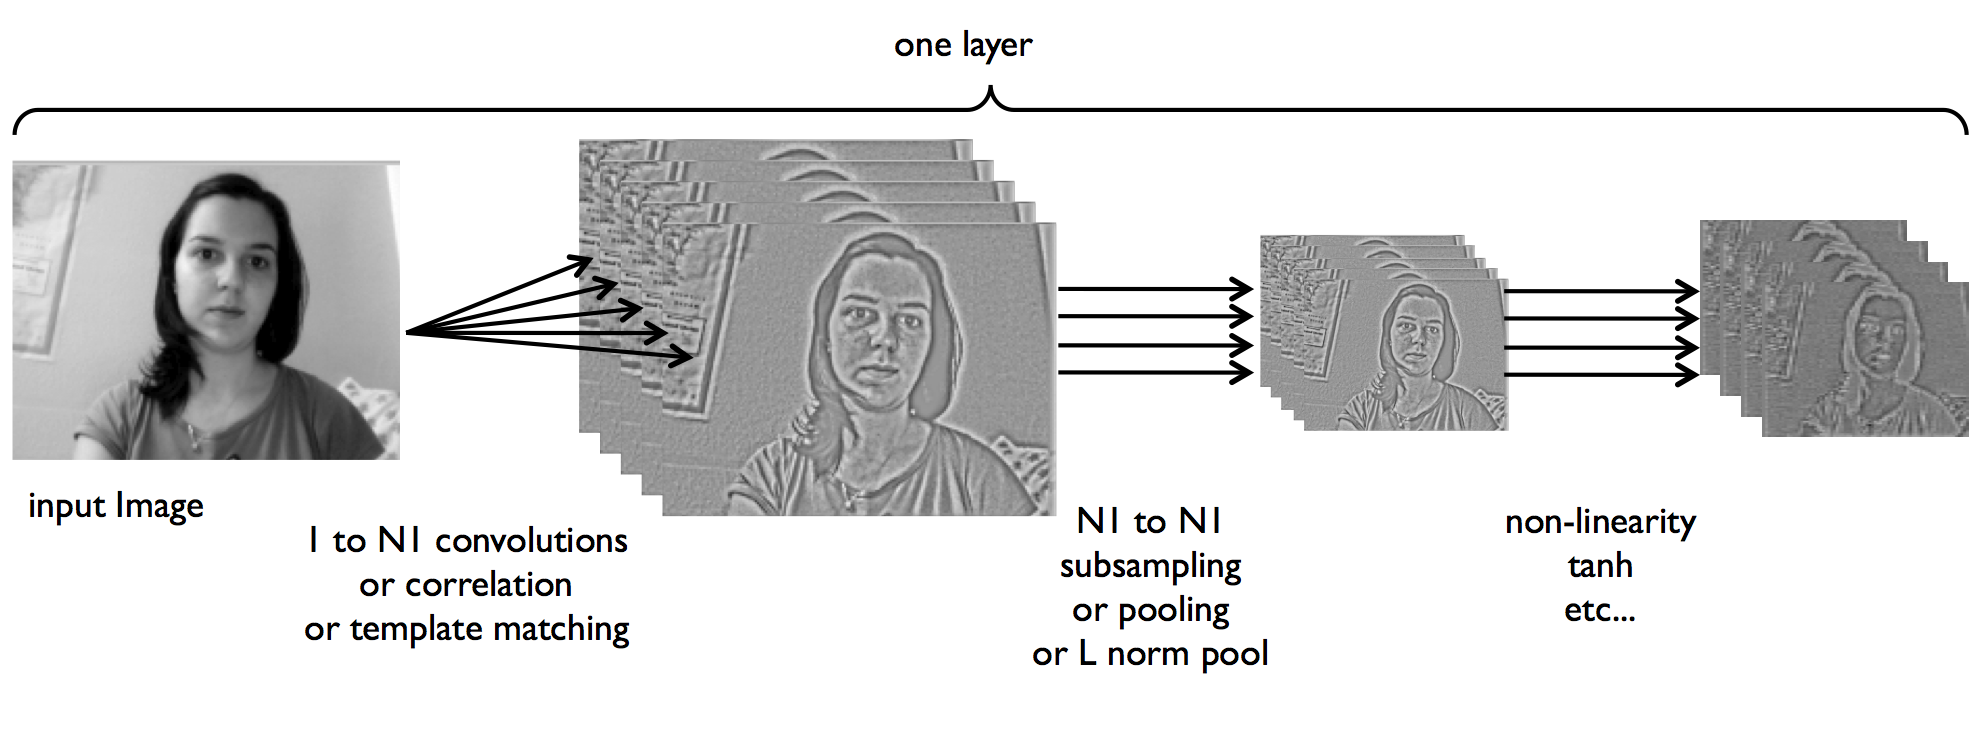 one layer
input Image
1 to N1 convolutions
or correlation
or template matching
N1 to N1
subsampling
or pooling
or L norm pool
non-linearity
tanh
etc...